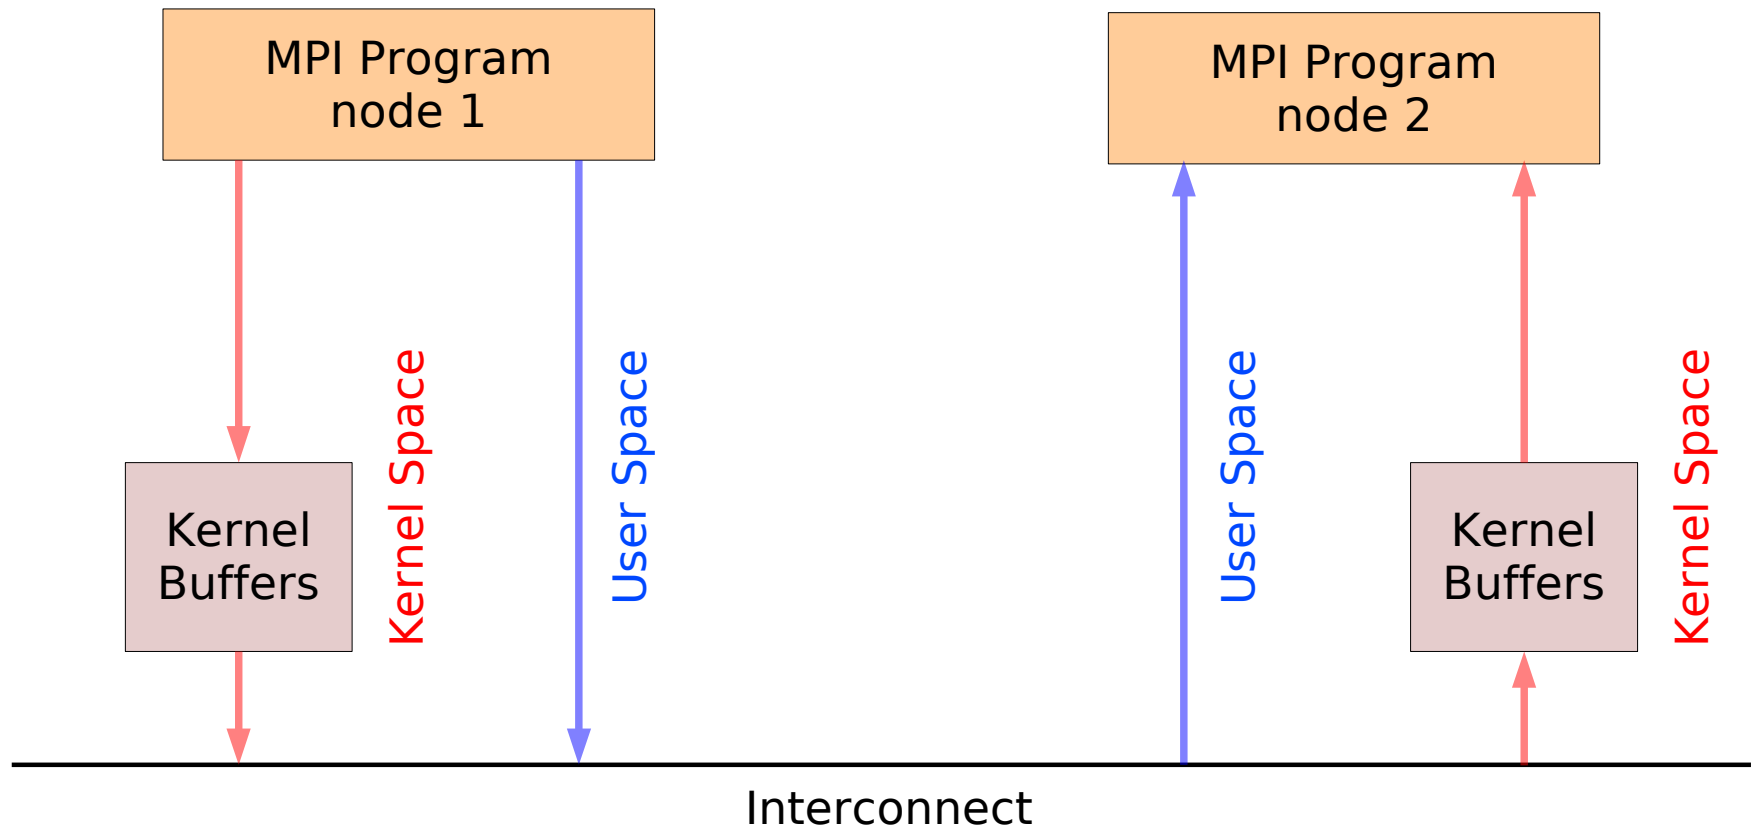 MPI Program
node 1
MPI Program
node 2
Kernel
Buffers
Kernel Space
User Space
User Space
Kernel
Buffers
Kernel Space
Interconnect